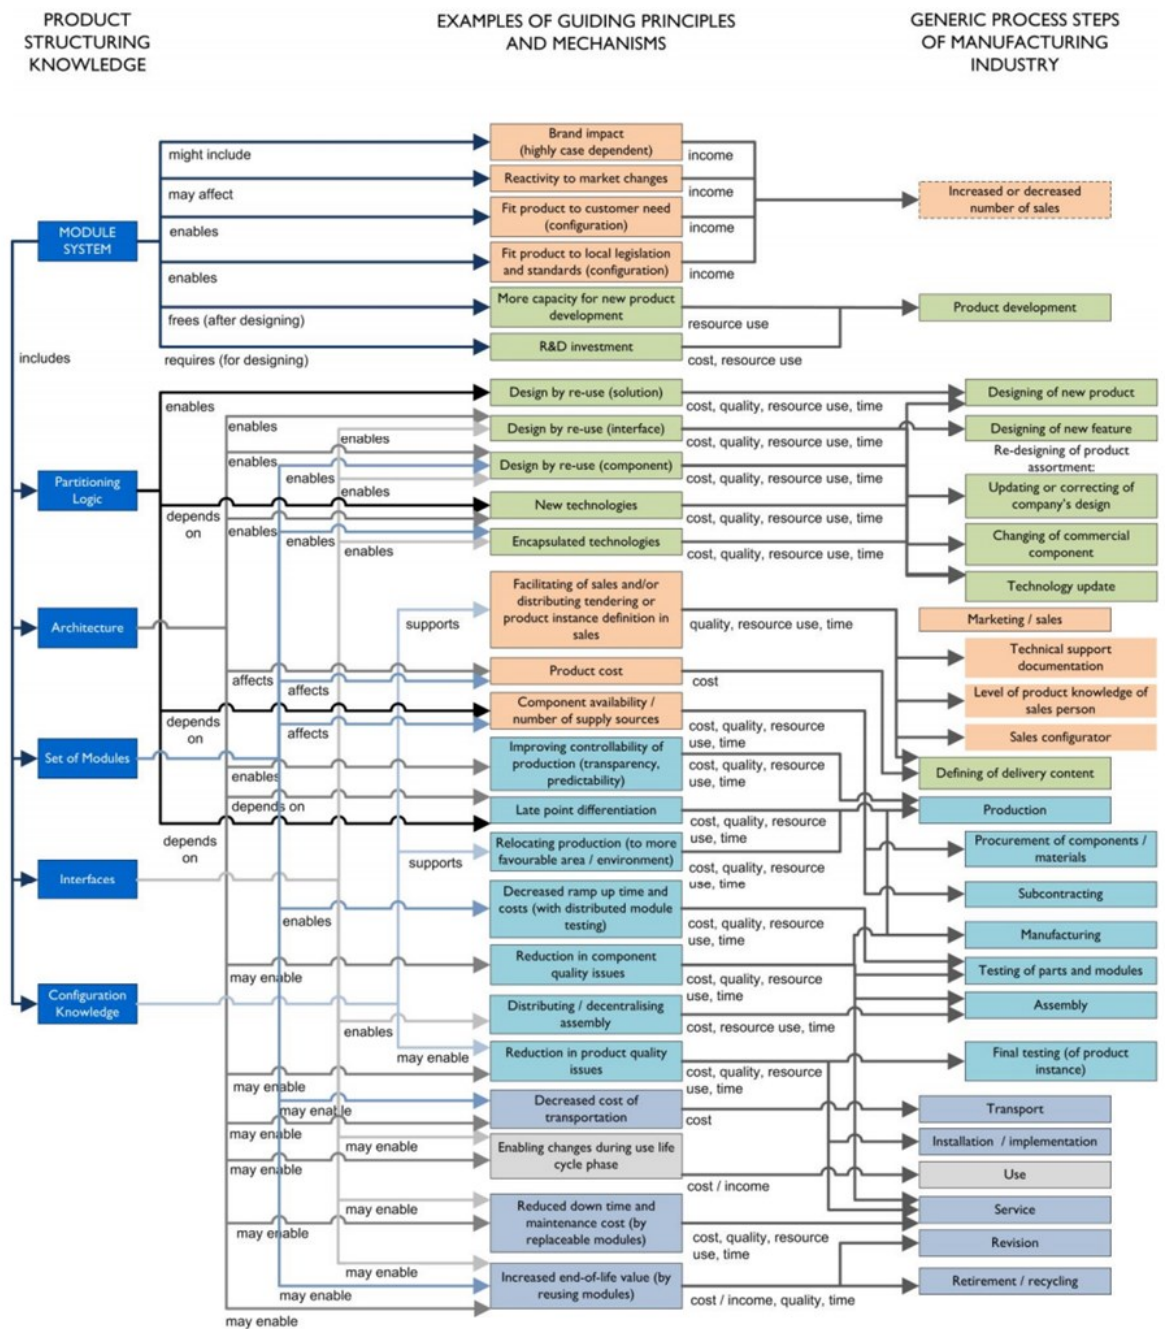 PRODUCT
STRUCTURING
KNOWLEDGE
EXAMPLES OF GUIDING PRINCIPLES
AND MECHANISMS
GENERIC PROCESS STEPS
OF MANUFACTURING
INDUSTRY
MODULE
SYSTEM
includes
Partitioning
Logic
Architecture
Set of Modules
Interfaces
Configuration
Knowledge
might include
may affect
enables
enables
frees (after designing)
requires (for designing)
enables
enables
enables
enables
enables
enables
depends
on
enables
enables
enables
supports
affects
affects
depends
on
affects
enables
depends on
depends
on
supports
enables
may enable
enables
may enable
may enable
may enable
may enable
may enable
may enable
may enable
may enable
may enable
may enable
may enable
Brand impact
(highly case dependent)
Reactivity to market changes
Fit product to customer need
(configuration)
Fit product to local legislation
and standards (configuration)
More capacity for new product
development
R&D investment
Design by re-use (solution)
Design by re-use (interface)
Design by re-use (component)
New technologies
Encapsulated technologies
Facilitating of sales and/or
distributing tendering or
product instance definition in
sales
Product cost
Component availability /
number of supply sources
Improving controllability of
production (transparency,
predictability)
Late point differentiation
Relocating production (to more
favourable area / environment)
Decreased ramp up time and
costs (with distributed module
testing)
Reduction in component
quality issues
Distributing / decentralising
assembly
Reduction in product quality
issues
Decreased cost of
transportation
Enabling changes during use life
cycle phase
Reduced down time and
maintenance cost (by
replaceable modules)
Increased end-of-life value (by
reusing modules)
income
income
income
income
resource use
cost, resource use
cost, quality, resource use, time
cost, quality, resource use, time
cost, quality, resource use, time
cost, quality, resource use, time
cost, quality, resource use, time
quality, resource use, time
cost
cost, quality, resource
use, time
cost, quality, resource
use, time
cost, quality, resource
use, time
cost, quality, resource
use, time
cost, quality, resource
use, time
cost, quality, resource
use, time
cost, resource use, time
cost, quality, resource
use, time
cost
cost / income
cost, quality, resource
use, time
cost / income, quality, time
Increased or decreased
number of sales
Product development
Designing of new product
Designing of new feature
Re-designing of product
assortment:
Updating or correcting of
company's design
Changing of commercial
component
Technology update
Marketing / sales
Technical support
documentation
Level of product knowledge of
sales person
Sales configurator
Defining of delivery content
Production
Procurement of components /
materials
Subcontracting
Manufacturing
Testing of parts and modules
Assembly
Final testing (of product
instance)
Transport
Installation / implementation
Use
Service
Revision
Retirement / recycling